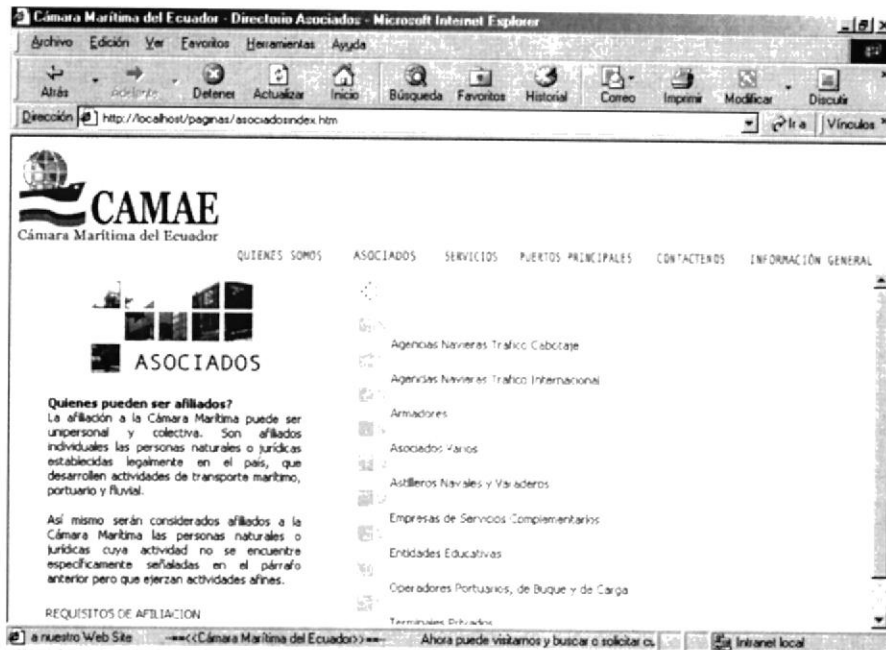 Cámara Marítima del Ecuador - Directorio Asociados - Microsoft Internet Explorer
Archivo Edición Ver Favoritos Herramientas Ayuda
Atrás Adelante Detener Actualizar Inicio Búsqueda Favoritos Historial Correo Imprimir Modificar Discutir
Dirección http://localhost/paginas/asociadosindex.htm Ir a Vínculos
CAMAE
Cámara Marítima del Ecuador
QUIENES SOMOS ASOCIADOS SERVICIOS PUERTOS PRINCIPALES CONTACTENOS INFORMACIÓN GENERAL
ASOCIADOS
Quienes pueden ser afiliados?
La afiliación a la Cámara Marítima puede ser
unipersonal y colectiva. Son afiliados
individuales las personas naturales o jurídicas
establecidas legalmente en el país, que
desarrollen actividades de transporte marítimo,
portuario y fluvial.
Así mismo serán considerados afiliados a la
Cámara Marítima las personas naturales o
jurídicas cuya actividad no se encuentre
específicamente señaladas en el párrafo
anterior pero que ejerzan actividades afines.
REQUISITOS DE AFILIACION
Agencias Navieras Trafico Cabotaje
Agencias Navieras Trafico Internacional
Armadores
Asociados Varios
Astilleros Navales y Varaderos
Empresas de Servicios Complementarios
Entidades Educativas
Operadores Portuarios, de Buque y de Carga
Terminales Privados
a nuestro Web Site -==<<Cámara Marítima del Ecuador>>==- Ahora puede visitarnos y buscar o solicitar cu Intranet local